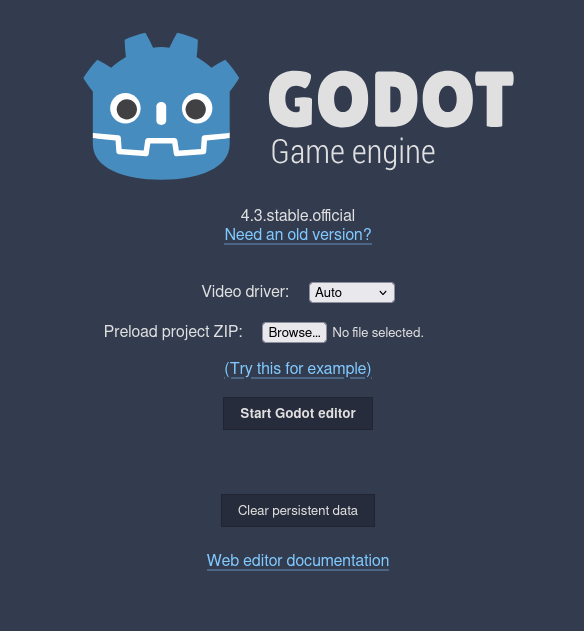 GODOT
Game engine
4.3.stable.official
Need an old version?
Video driver: Auto
Preload project ZIP: Browse... No file selected.
(Try this for example)
Start Godot editor
Clear persistent data
Web editor documentation